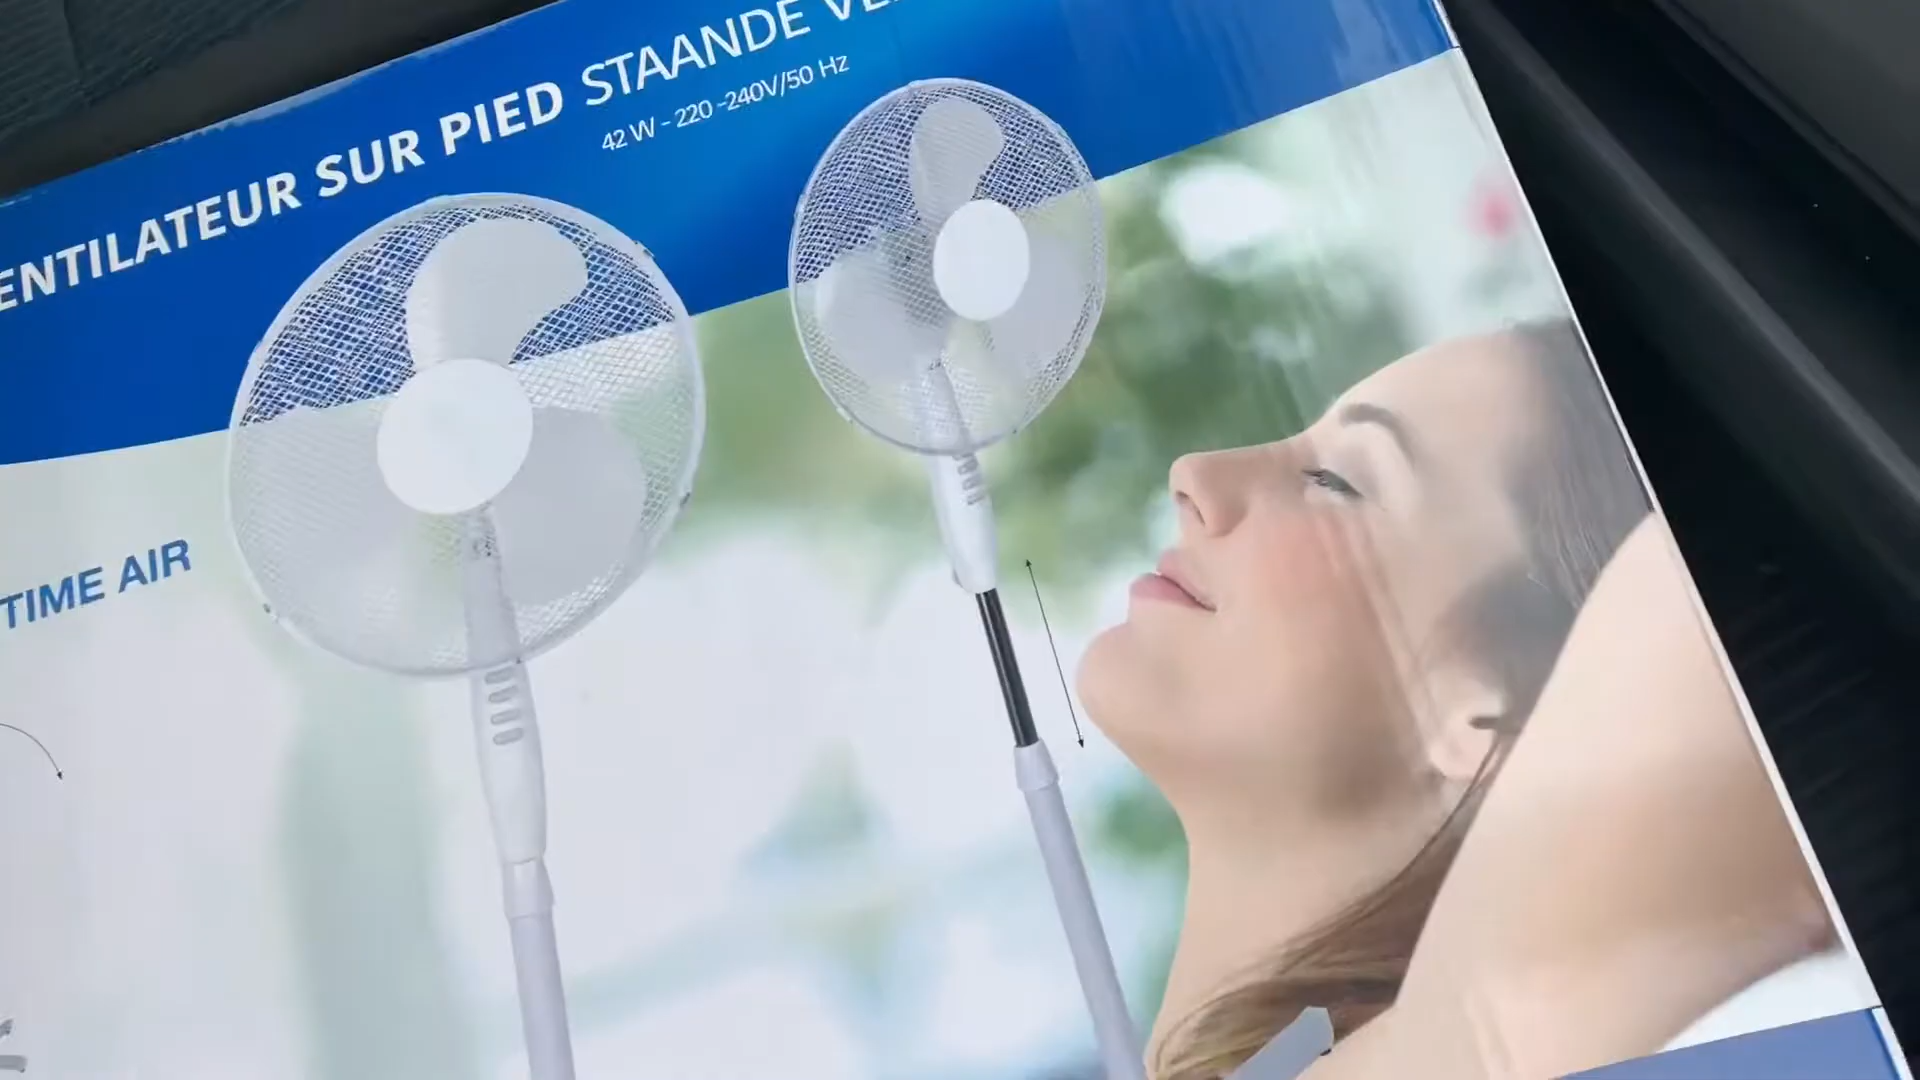 ENTILATEUR SUR PIED STAANDE VE
42 W - 220 -240V/50 Hz
TIME AIR